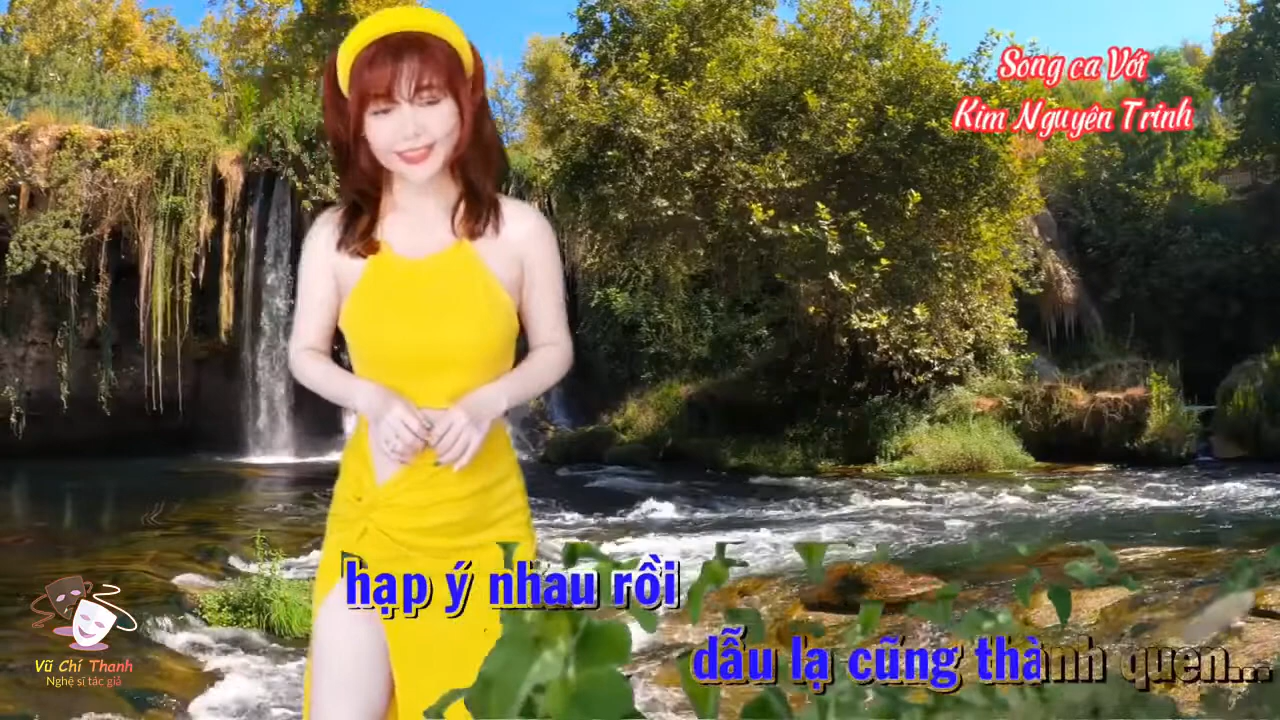 Song ca Với
Kim Nguyên Trinh
hạp ý nhau rồi
dẫu lạ cũng thành quen...
Vũ Chí Thanh
Nghệ sĩ tác giả